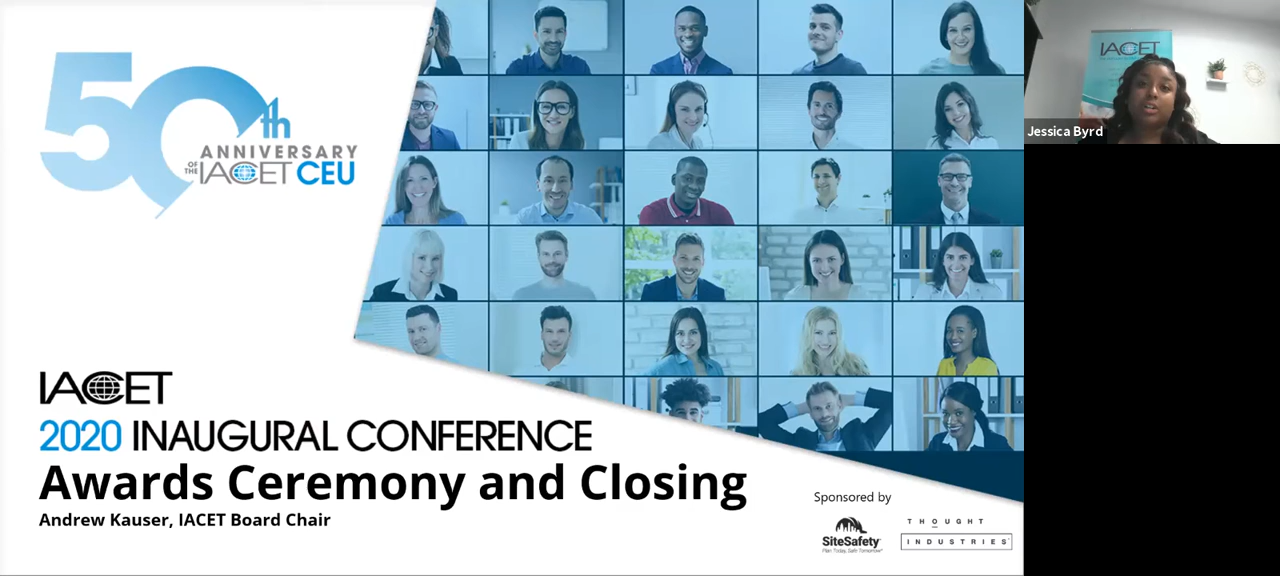 50th
ANNIVERSARY
OF THE IACET CEU
IACET
2020 INAUGURAL CONFERENCE
Awards Ceremony and Closing
Andrew Kauser, IACET Board Chair
Sponsored by
SiteSafety
Plan Today, Safe Tomorrow
THOUGHT
INDUSTRIES
IACET
Jessica Byrd